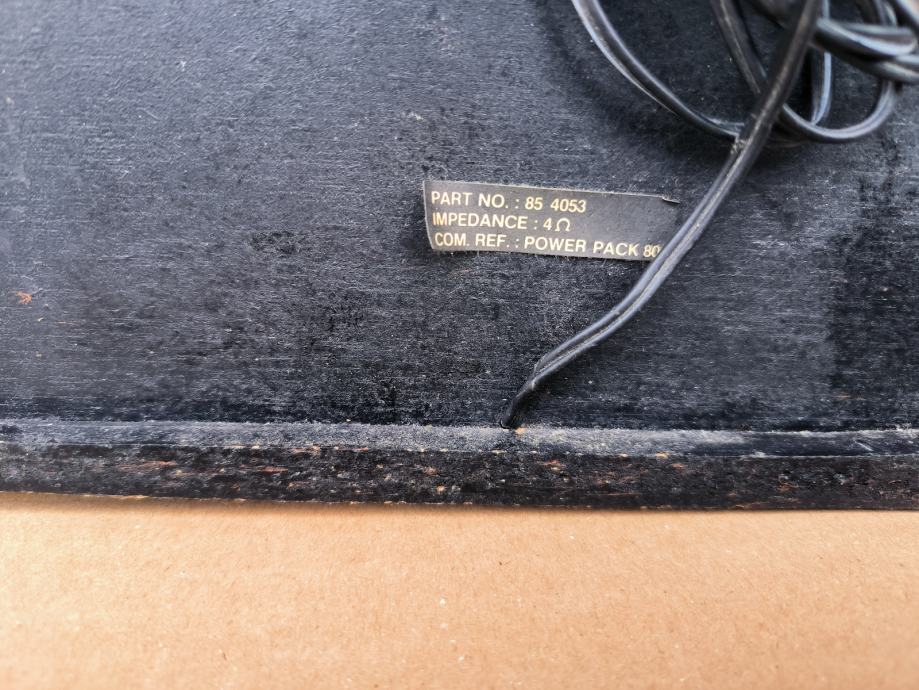 PART NO. : 85 4053
IMPEDANCE : 4 Ω
COM. REF. : POWER PACK 80